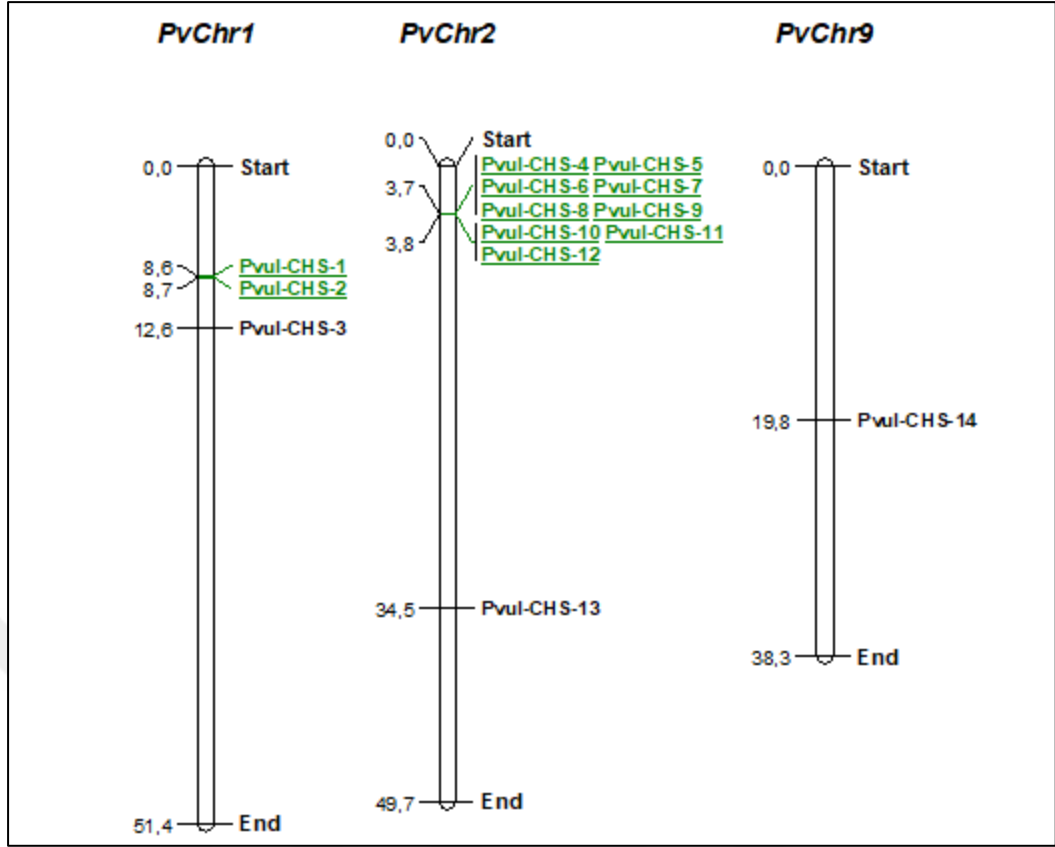 PvChr1 PvChr2 PvChr9
0,0 Start
8,6 Pvul-CHS-1
8,7 Pvul-CHS-2
12,6 Pvul-CHS-3
51,4 End
0,0 Start
Pvul-CHS-4 Pvul-CHS-5
3,7 Pvul-CHS-6 Pvul-CHS-7
Pvul-CHS-8 Pvul-CHS-9
3,8 Pvul-CHS-10 Pvul-CHS-11
Pvul-CHS-12
34,5 Pvul-CHS-13
49,7 End
0,0 Start
19,8 Pvul-CHS-14
38,3 End